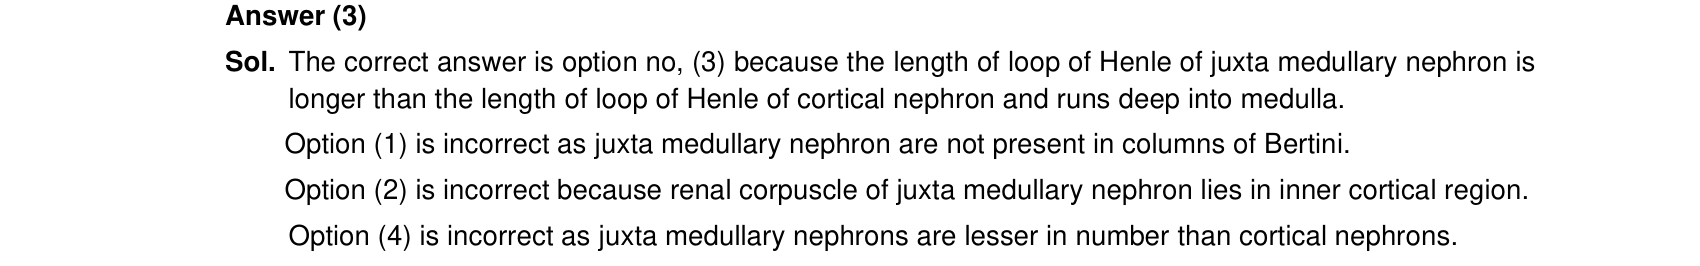 Answer (3)
Sol. The correct answer is option no, (3) because the length of loop of Henle of juxta medullary nephron is
longer than the length of loop of Henle of cortical nephron and runs deep into medulla.
Option (1) is incorrect as juxta medullary nephron are not present in columns of Bertini.
Option (2) is incorrect because renal corpuscle of juxta medullary nephron lies in inner cortical region.
Option (4) is incorrect as juxta medullary nephrons are lesser in number than cortical nephrons.